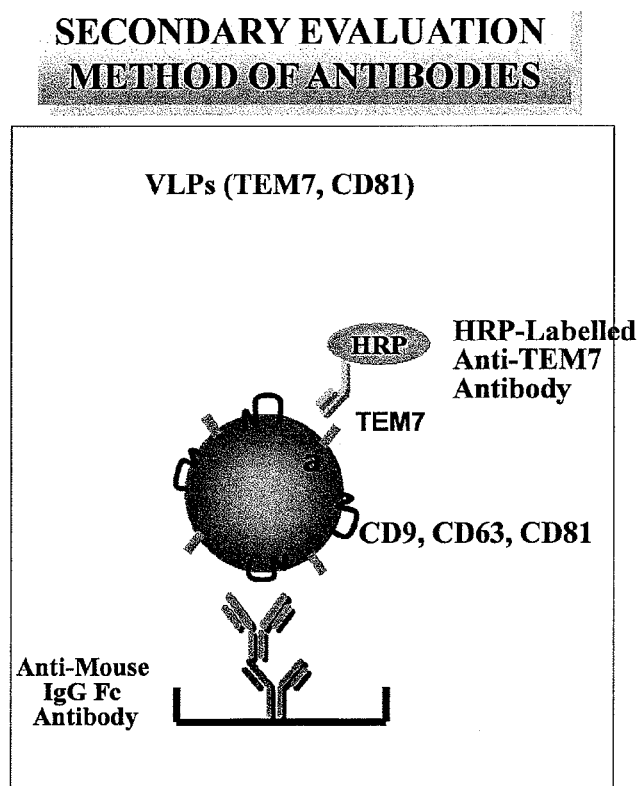 SECONDARY EVALUATION
METHOD OF ANTIBODIES
VLPs (TEM7, CD81)
HRP
HRP-Labelled
Anti-TEM7
Antibody
TEM7
a
CD9, CD63, CD81
Anti-Mouse
IgG Fc
Antibody